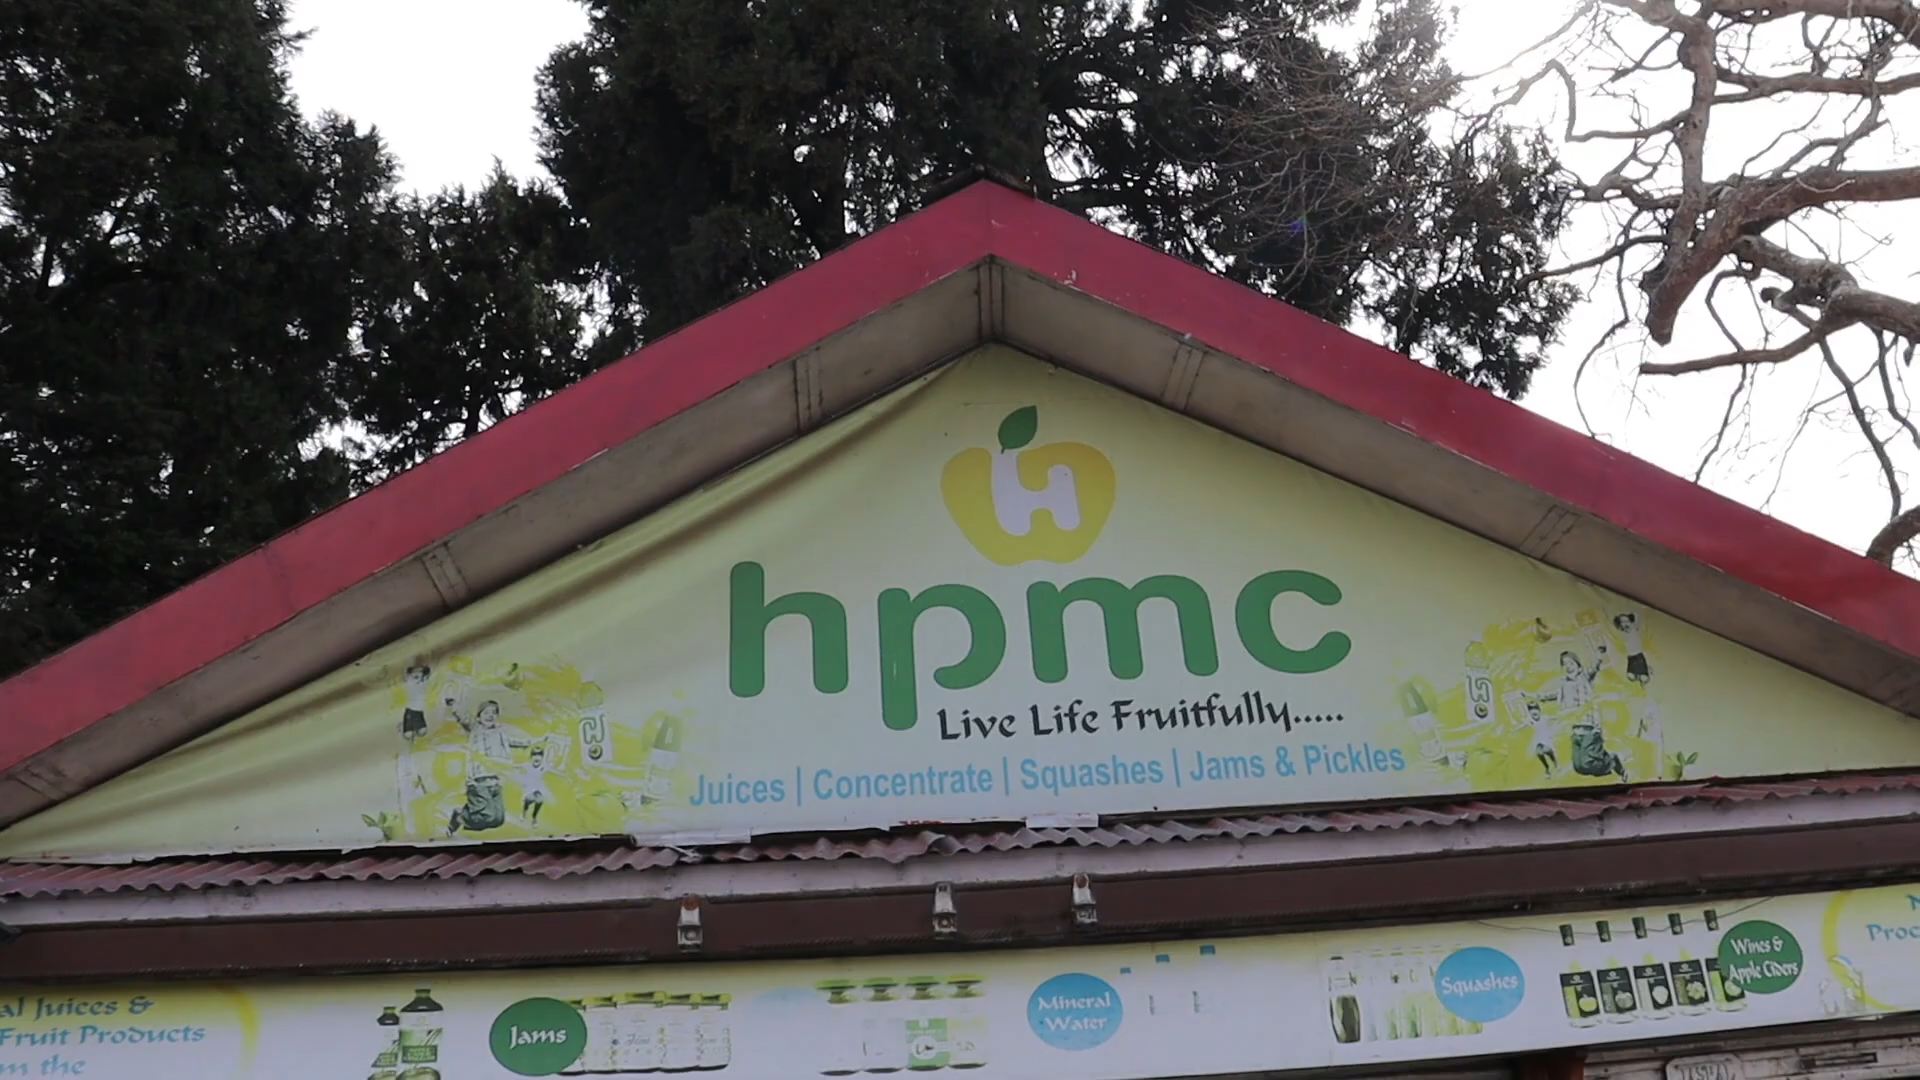 hpmc
Live Life Fruitfully.....
Juices | Concentrate | Squashes | Jams & Pickles
al Juices &
Fruit Products
m the
Jams
Mineral
Water
Squashes
Wines &
Apple Ciders
N
Proc